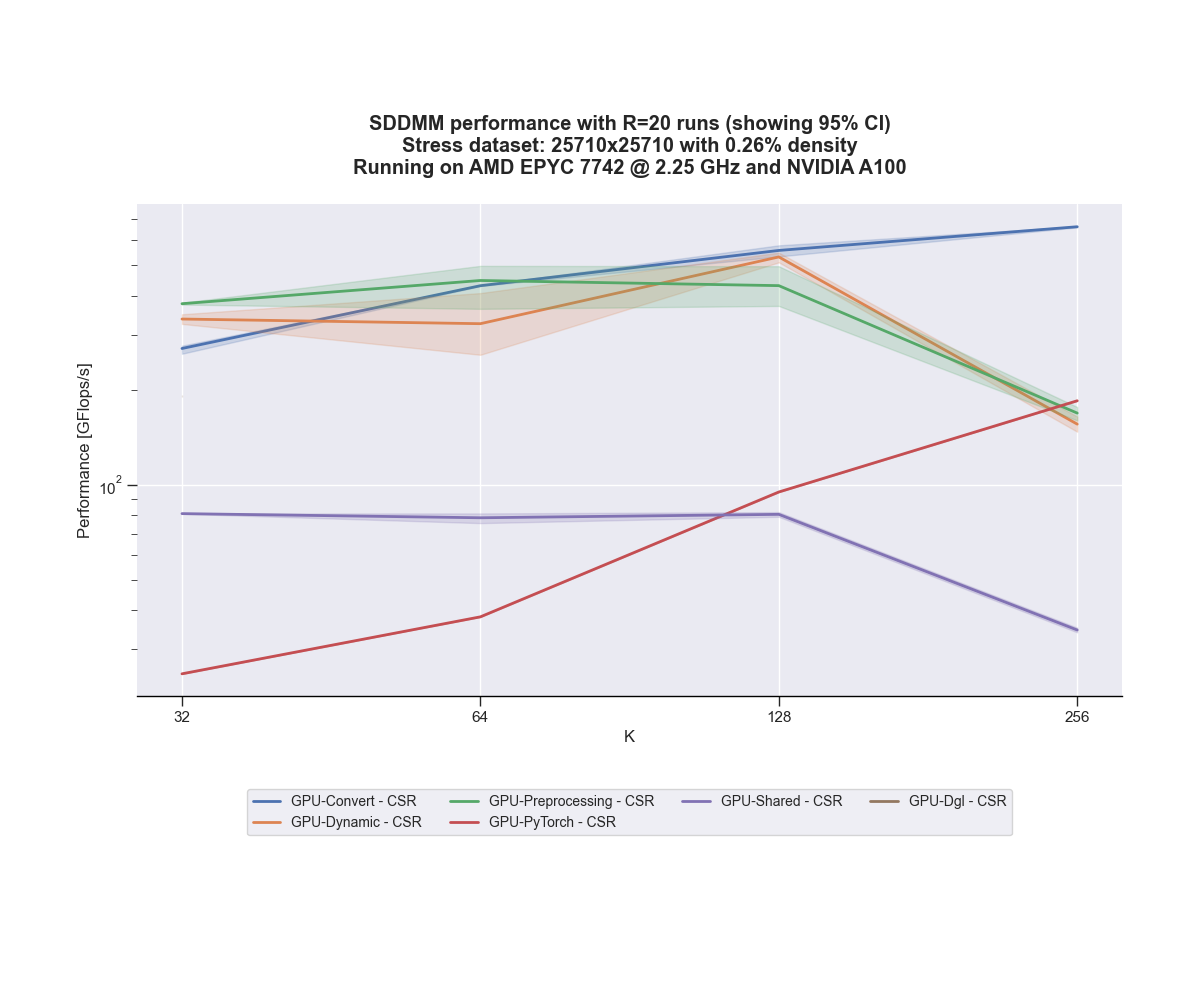 SDDMM performance with R=20 runs (showing 95% CI)
Stress dataset: 25710x25710 with 0.26% density
Running on AMD EPYC 7742 @ 2.25 GHz and NVIDIA A100
Performance [GFlops/s]
10^2
32 64 128 256
K
GPU-Convert - CSR GPU-Preprocessing - CSR GPU-Shared - CSR GPU-Dgl - CSR
GPU-Dynamic - CSR GPU-PyTorch - CSR